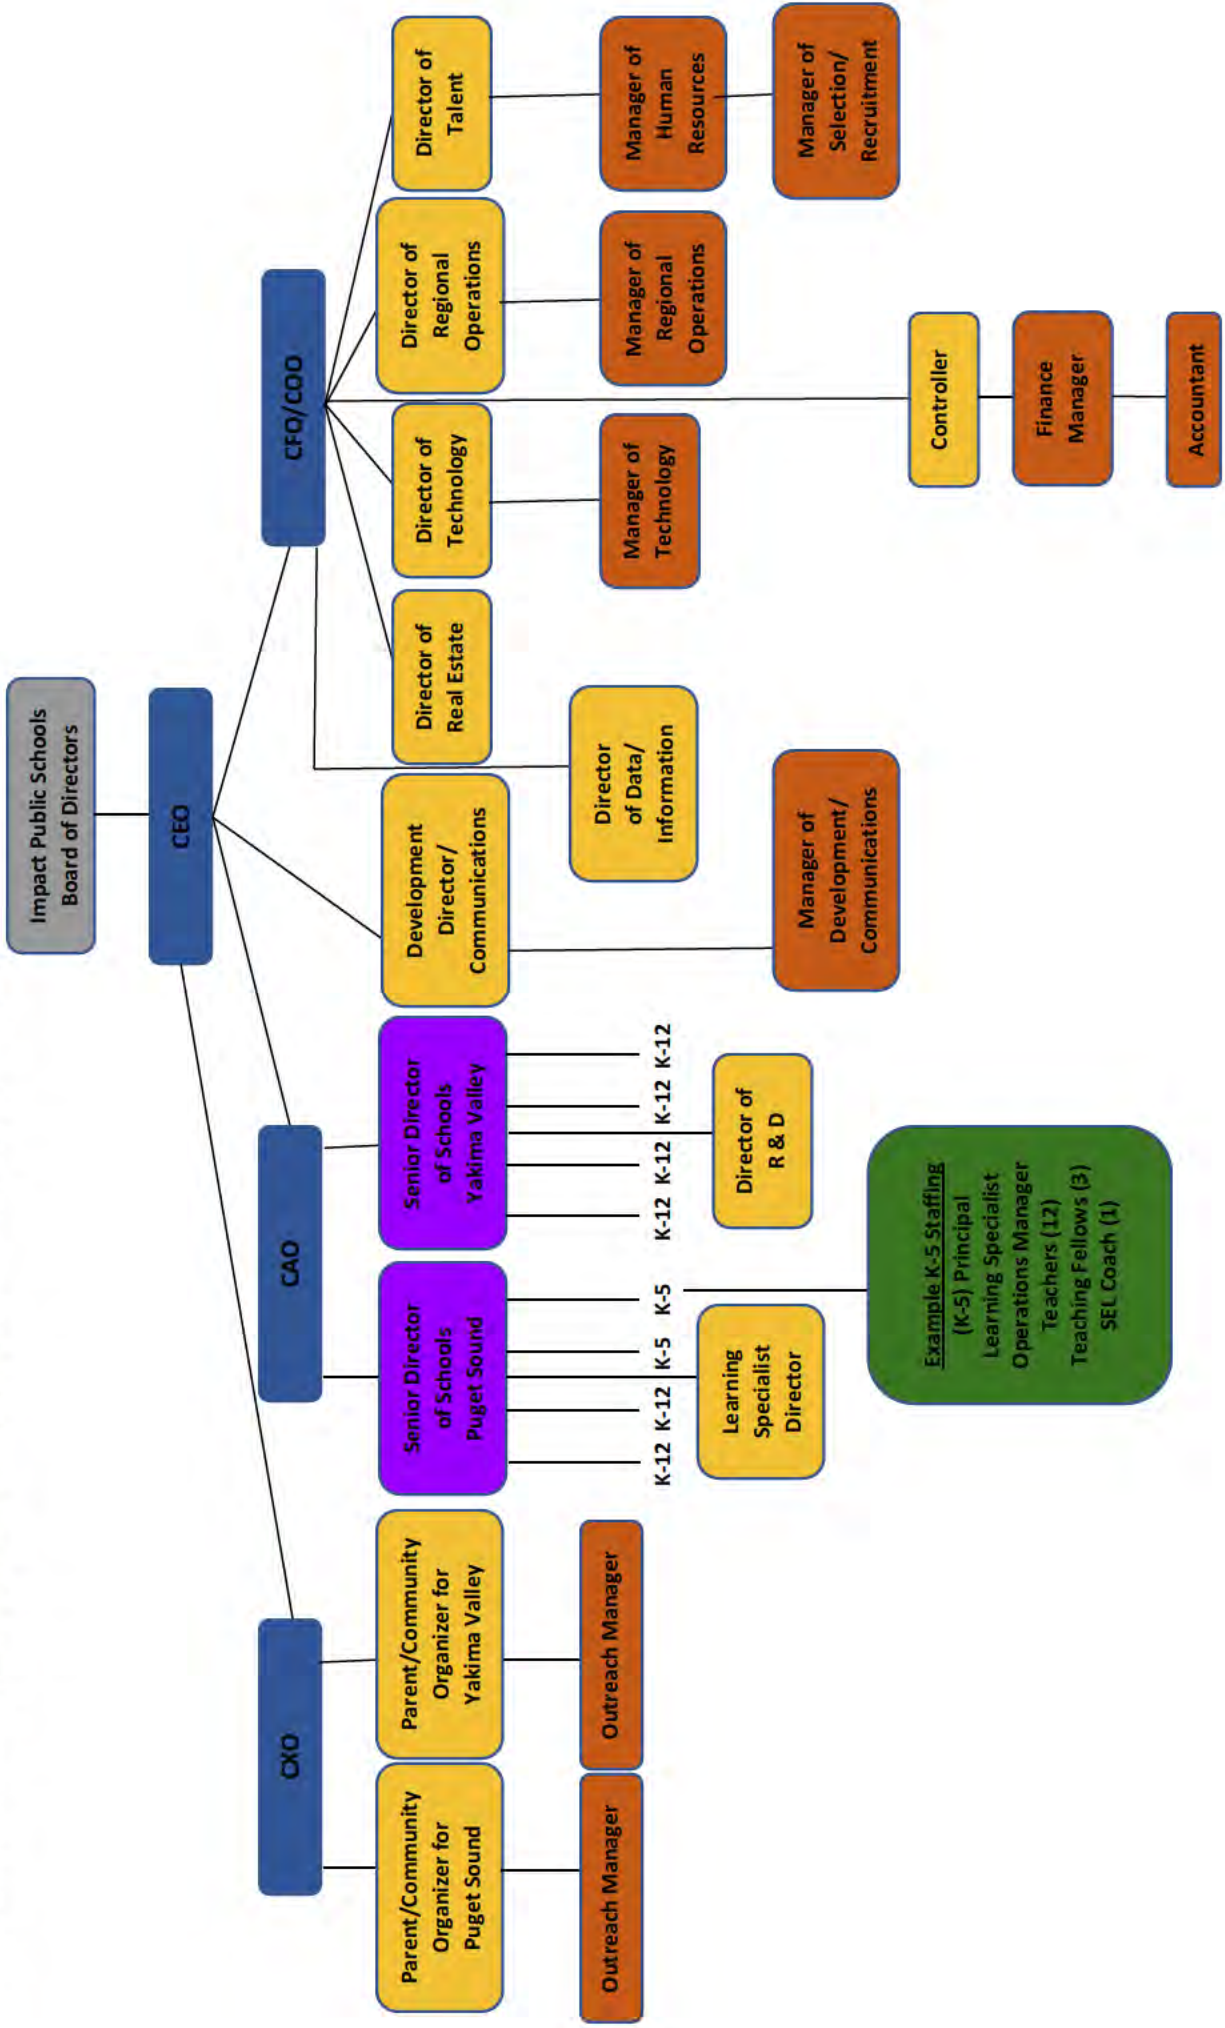 Impact Public Schools
Board of Directors
CEO
CXO
CAO
CFO/COO
Parent/Community
Organizer for
Puget Sound
Parent/Community
Organizer for
Yakima Valley
Senior Director
of Schools
Puget Sound
Senior Director
of Schools
Yakima Valley
Development
Director/
Communications
Director of
Real Estate
Director of
Technology
Director of
Regional
Operations
Director of
Talent
Outreach Manager
Outreach Manager
K-12 K-12 K-5 K-5
K-12 K-12 K-12 K-12
Director
of Data/
Information
Manager of
Technology
Manager of
Regional
Operations
Manager of
Human
Resources
Learning
Specialist
Director
Director of
R & D
Manager of
Development/
Communications
Manager of
Selection/
Recruitment
Example K-5 Staffing
(K-5) Principal
Learning Specialist
Operations Manager
Teachers (12)
Teaching Fellows (3)
SEL Coach (1)
Controller
Finance
Manager
Accountant